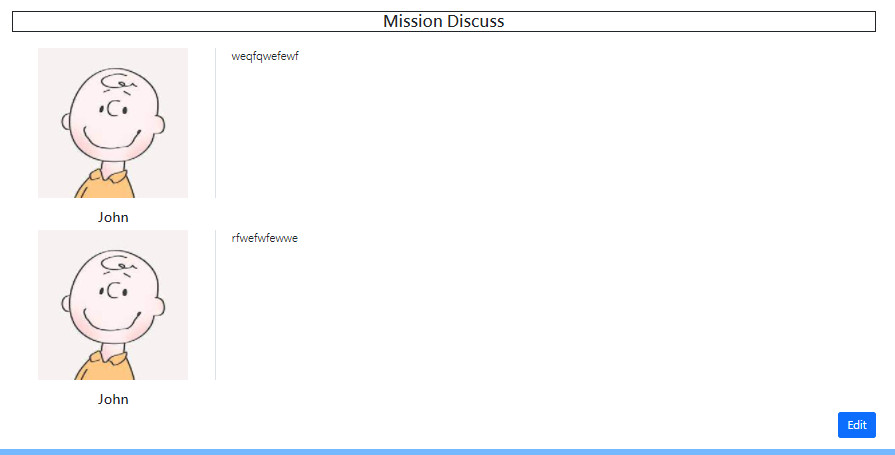 Mission Discuss
weqfqwefewf
John
rfwefwfewwe
John
Edit